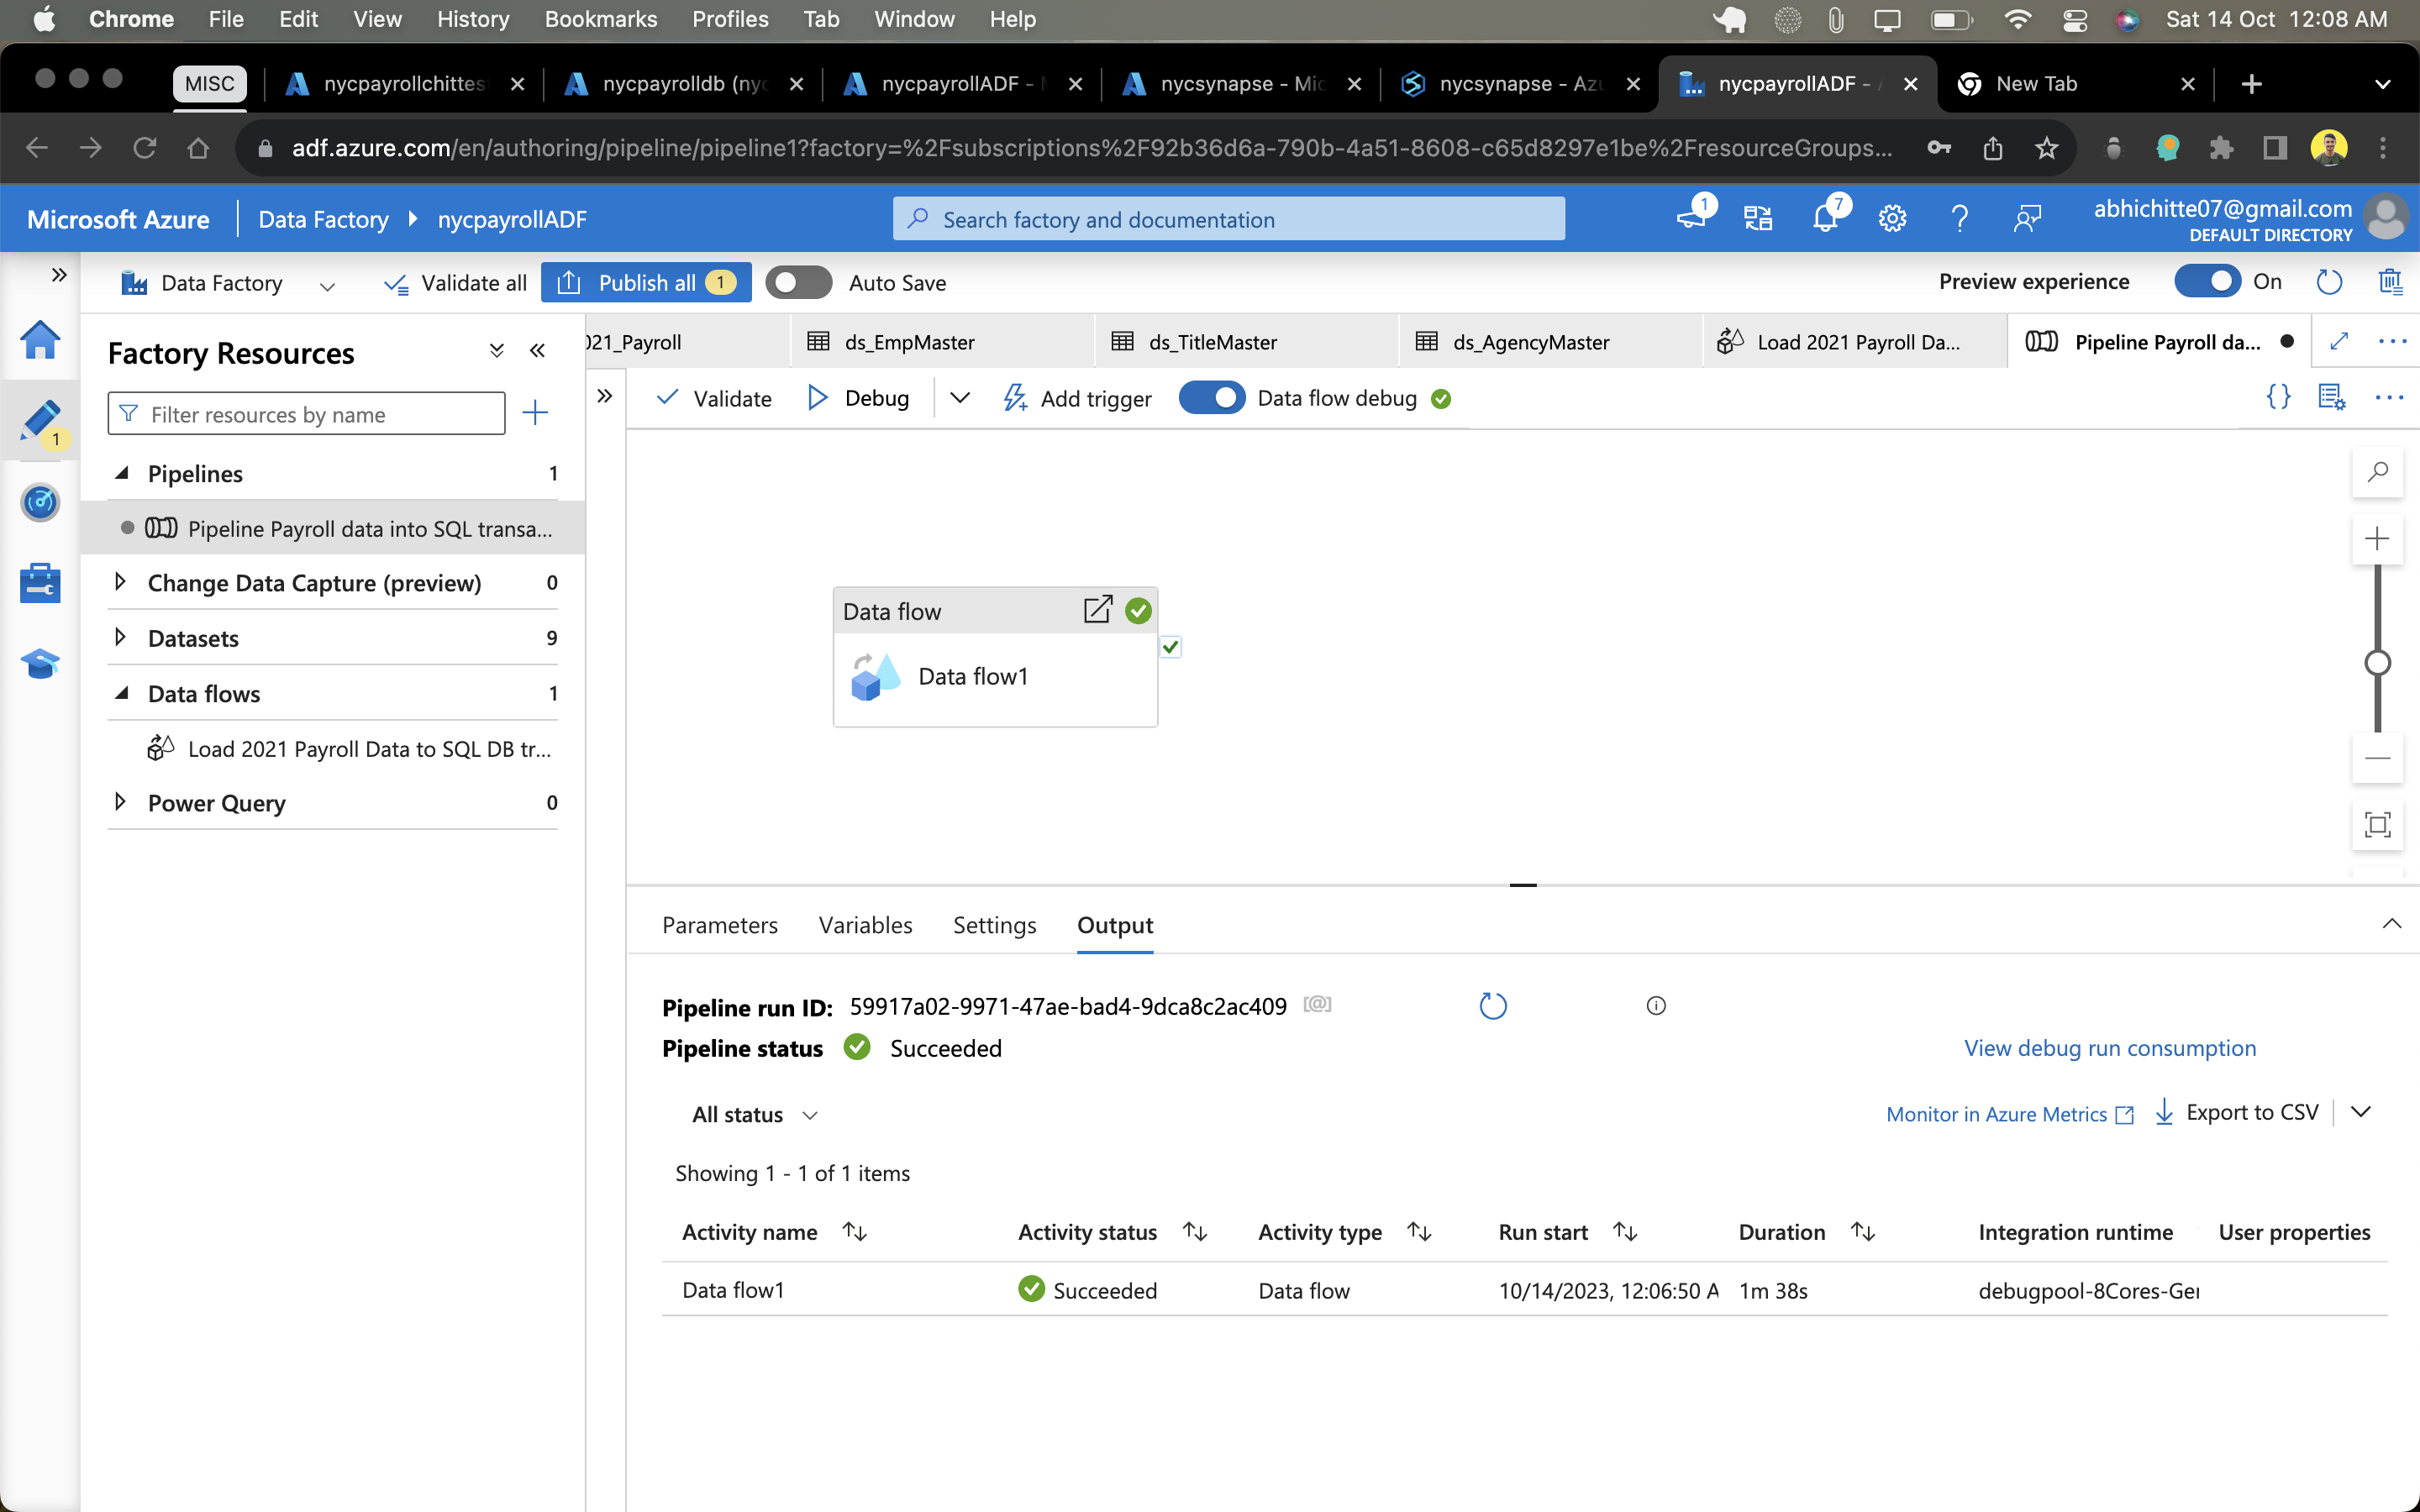 Chrome File Edit View History Bookmarks Profiles Tab Window Help Sat 14 Oct 12:08 AM
MISC nycpayrollchittes nycpayrolldb (nyc nycpayrollADF - nycsynapse - Mic nycsynapse - Azu nycpayrollADF - New Tab
adf.azure.com/en/authoring/pipeline/pipeline1?factory=%2Fsubscriptions%2F92b36d6a-790b-4a51-8608-c65d8297e1be%2FresourceGroups...
Microsoft Azure Data Factory nycpayrollADF Search factory and documentation 1 7 abhichitte07@gmail.com
DEFAULT DIRECTORY
Data Factory Validate all Publish all 1 Auto Save Preview experience On
Factory Resources
021_Payroll ds_EmpMaster ds_TitleMaster ds_AgencyMaster Load 2021 Payroll Da... Pipeline Payroll da...
Filter resources by name
Validate Debug Add trigger Data flow debug
1
Pipelines 1
Pipeline Payroll data into SQL transa...
Change Data Capture (preview) 0
Datasets 9
Data flows 1
Load 2021 Payroll Data to SQL DB tr...
Power Query 0
Data flow
Data flow1
Parameters Variables Settings Output
Pipeline run ID: 59917a02-9971-47ae-bad4-9dca8c2ac409
Pipeline status Succeeded
View debug run consumption
All status
Monitor in Azure Metrics Export to CSV
Showing 1 - 1 of 1 items
Activity name Activity status Activity type Run start Duration Integration runtime User properties
Data flow1 Succeeded Data flow 10/14/2023, 12:06:50 A 1m 38s debugpool-8Cores-Ger